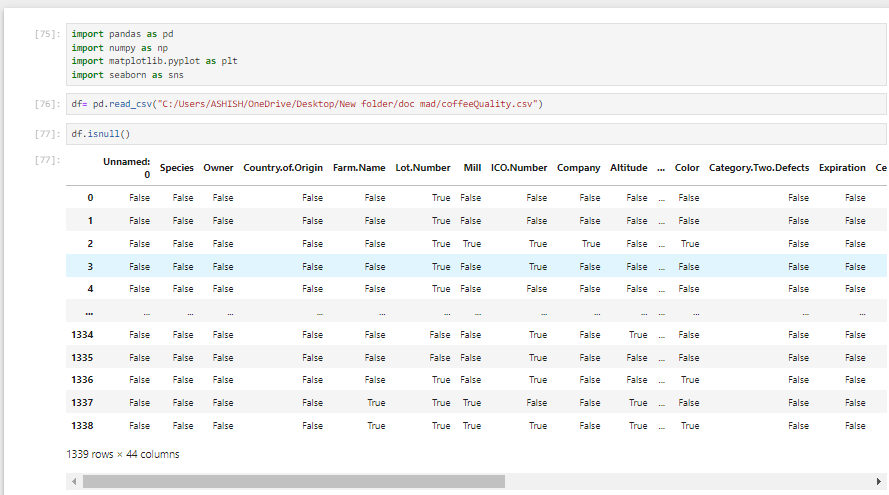 [75]: import pandas as pd
import numpy as np
import matplotlib.pyplot as plt
import seaborn as sns
[76]: df= pd.read_csv("C:/Users/ASHISH/OneDrive/Desktop/New folder/doc mad/coffeeQuality.csv")
[77]: df.isnull()
[77]: Unnamed: 0 Species Owner Country.of.Origin Farm.Name Lot.Number Mill ICO.Number Company Altitude ... Color Category.Two.Defects Expiration Ce
0 False False False False False True False False False False ... False False False
1 False False False False False True False False False False ... False False False
2 False False False False False True True True True False ... True False False
3 False False False False False True False True False False ... False False False
4 False False False False False True False False False False ... False False False
... ... ... ... ... ... ... ... ... ... ... ... ... ... ...
1334 False False False False False False False True False True ... False False False
1335 False False False False False False False True False False ... False False False
1336 False False False False False True False True False False ... True False False
1337 False False False False True True True False False True ... False False False
1338 False False False False True True True True False True ... True False False
1339 rows × 44 columns